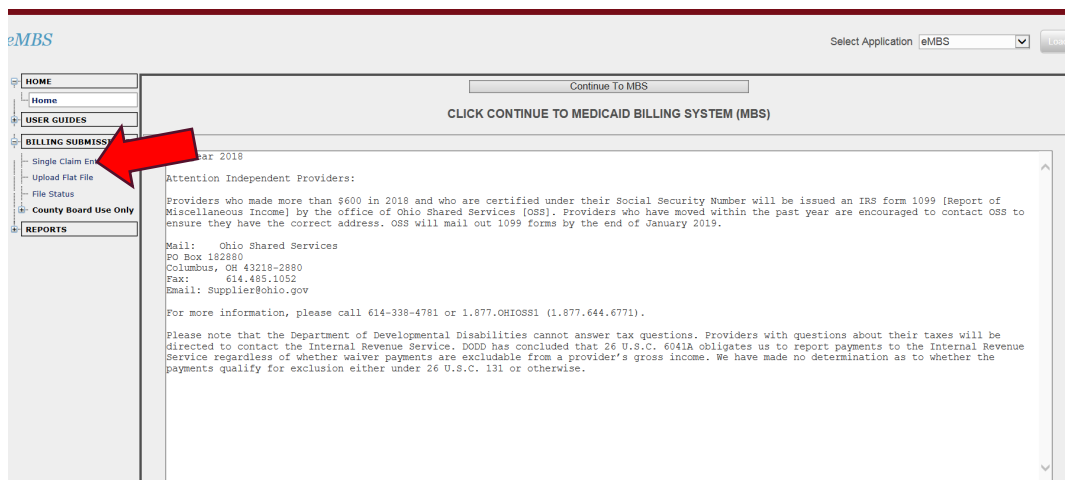 eMBS
Select Application eMBS
HOME
Home
USER GUIDES
BILLING SUBMISS
Single Claim En
Upload Flat File
File Status
County Board Use Only
REPORTS
Continue To MBS
CLICK CONTINUE TO MEDICAID BILLING SYSTEM (MBS)
ear 2018
Attention Independent Providers:
Providers who made more than $600 in 2018 and who are certified under their Social Security Number will be issued an IRS form 1099 [Report of
Miscellaneous Income] by the office of Ohio Shared Services [OSS]. Providers who have moved within the past year are encouraged to contact OSS to
ensure they have the correct address. OSS will mail out 1099 forms by the end of January 2019.
Mail: Ohio Shared Services
PO Box 182880
Columbus, OH 43218-2880
Fax: 614.485.1052
Email: Supplier@ohio.gov
For more information, please call 614-338-4781 or 1.877.OHIOSS1 (1.877.644.6771).
Please note that the Department of Developmental Disabilities cannot answer tax questions. Providers with questions about their taxes will be
directed to contact the Internal Revenue Service. DODD has concluded that 26 U.S.C. 6041A obligates us to report payments to the Internal Revenue
Service regardless of whether waiver payments are excludable from a provider's gross income. We have made no determination as to whether the
payments qualify for exclusion either under 26 U.S.C. 131 or otherwise.